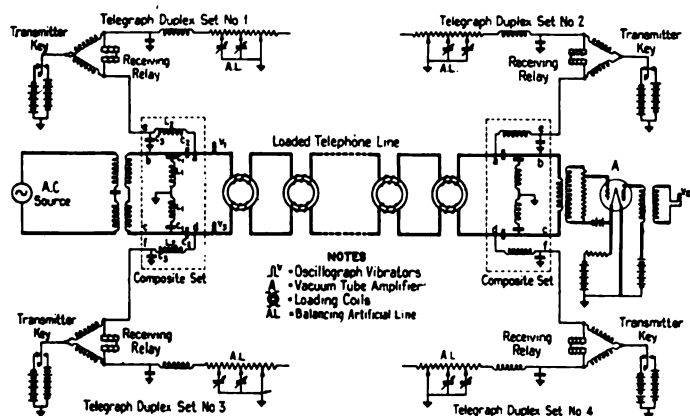 Telegraph Duplex Set No 1
Telegraph Duplex Set No 2
Transmitter
Key
Receiving
Relay
A.L.
A.L.
Receiving Relay
Transmitter
Key
Loaded Telephone Line
A.C
Source
Composite Set
Composite Set
A
NOTES
V = Oscillograph Vibrators
A = Vacuum Tube Amplifier
= Loading Coils
A.L = Balancing Artificial Line
Transmitter
Key
Receiving
Relay
A.L
A.L
Receiving
Relay
Transmitter
Key
Telegraph Duplex Set No 3
Telegraph Duplex Set No 4